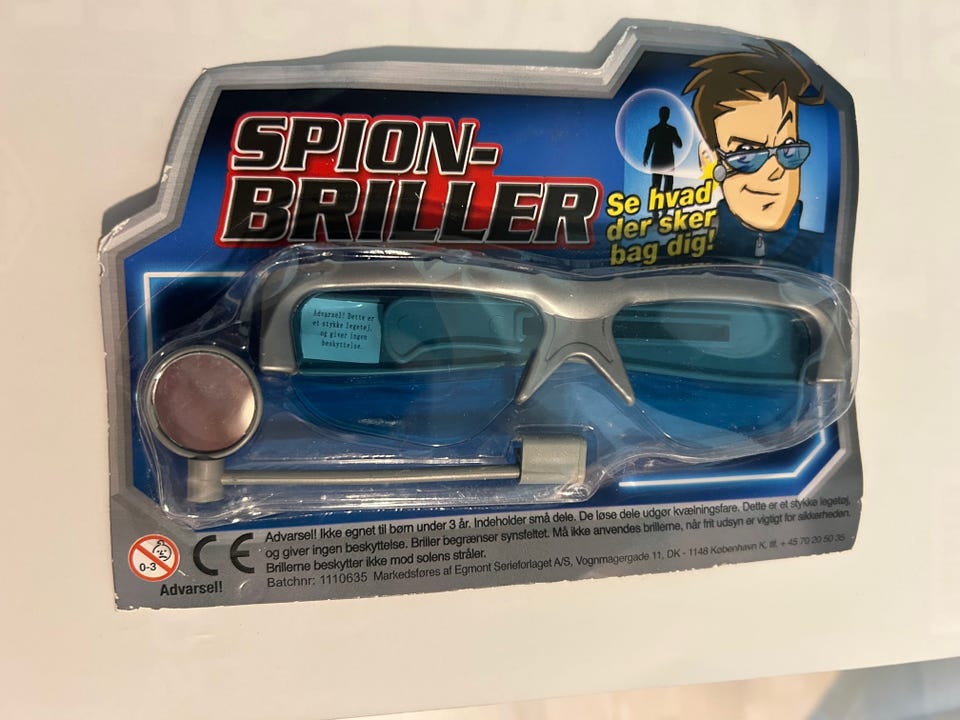 SPION-
BRILLER
Se hvad
der sker
bag dig!
Advarsel! Dette er
et stykke legetøj,
og giver ingen
beskyttelse.
0-3
Advarsel!
CE
Advarsel! Ikke egnet til børn under 3 år. Indeholder små dele. De løse dele udgør kvælningsfare. Dette er et stykke legetøj,
og giver ingen beskyttelse. Briller begrænser synsfeltet. Må ikke anvendes brillerne, når frit udsyn er vigtigt for sikkerheden.
Brillerne beskytter ikke mod solens stråler.
Batchnr: 1110635 Markedsføres af Egmont Serieforlaget A/S, Vognmagergade 11, DK - 1148 København K, tlf. + 45 70 20 50 35